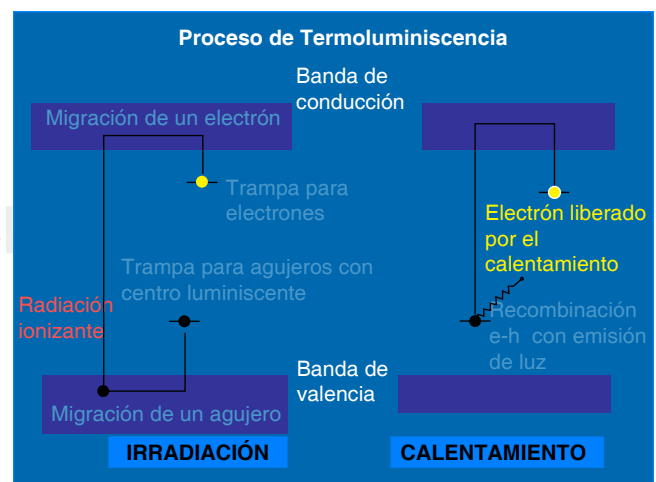 Proceso de Termoluminiscencia
Banda de
conducción
Migración de un electrón
Trampa para
electrones
Trampa para agujeros con
centro luminiscente
Radiación
ionizante
Migración de un agujero
Banda de
valencia
Electrón liberado
por el
calentamiento
Recombinación
e-h con emisión
de luz
IRRADIACIÓN
CALENTAMIENTO